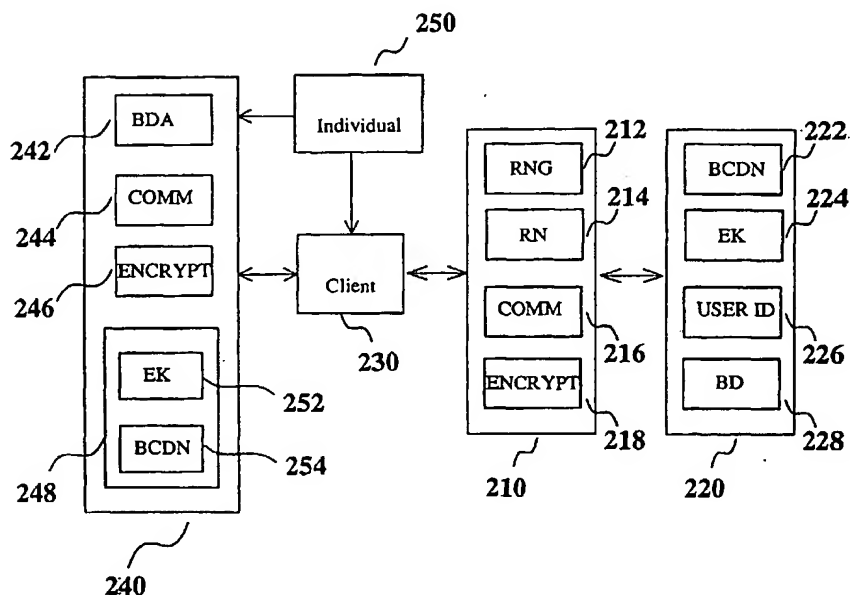 250
BDA
Individual
212
222
242
RNG
BCDN
COMM
214
224
244
RN
EK
ENCRYPT
Client
246
COMM
USER ID
230
216
226
EK
252
ENCRYPT
BD
BCDN
254
218
228
248
210
220
240